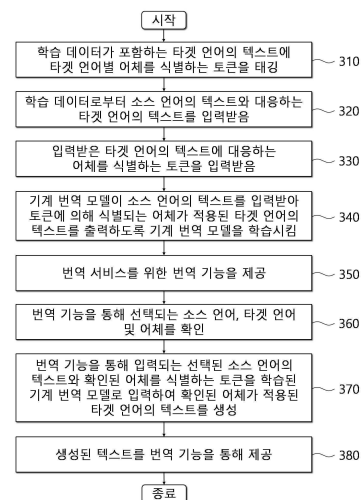 시작
학습 데이터가 포함하는 타겟 언어의 텍스트에
타겟 언어별 어체를 식별하는 토큰을 태깅
310
학습 데이터로부터 소스 언어의 텍스트와 대응하는
타겟 언어의 텍스트를 입력받음
320
입력받은 타겟 언어의 텍스트에 대응하는
어체를 식별하는 토큰을 입력받음
330
기계 번역 모델이 소스 언어의 텍스트를 입력받아
토큰에 의해 식별되는 어체가 적용된 타겟 언어의
텍스트를 출력하도록 기계 번역 모델을 학습시킴
340
번역 서비스를 위한 번역 기능을 제공
350
번역 기능을 통해 선택되는 소스 언어, 타겟 언어
및 어체를 확인
360
번역 기능을 통해 입력되는 선택된 소스 언어의
텍스트와 확인된 어체를 식별하는 토큰을 학습된
기계 번역 모델로 입력하여 확인된 어체가 적용된
타겟 언어의 텍스트를 생성
370
생성된 텍스트를 번역 기능을 통해 제공
380
종료